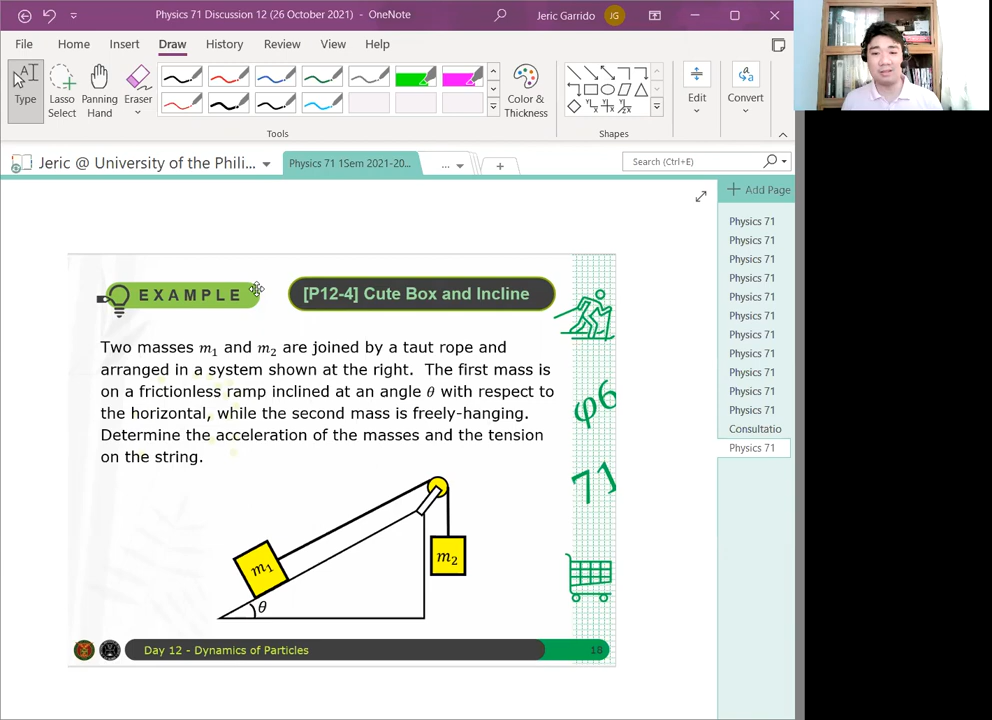 Physics 71 Discussion 12 (26 October 2021) - OneNote
Jeric Garrido
JG
File
Home
Insert
Draw
History
Review
View
Help
Type
Lasso
Select
Panning
Hand
Eraser
Color &
Thickness
Edit
Convert
Tools
Shapes
Jeric @ University of the Phili...
Physics 71 1Sem 2021-20...
...
Search (Ctrl+E)
Add Page
Physics 71
Physics 71
Physics 71
Physics 71
Physics 71
Physics 71
Physics 71
Physics 71
Physics 71
Physics 71
Physics 71
Consultatio
Physics 71
EXAMPLE
[P12-4] Cute Box and Incline
Two masses m₁ and m₂ are joined by a taut rope and
arranged in a system shown at the right. The first mass is
on a frictionless ramp inclined at an angle θ with respect to
the horizontal, while the second mass is freely-hanging.
Determine the acceleration of the masses and the tension
on the string.
m₁
m₂
θ
φ6
71
Day 12 - Dynamics of Particles
18